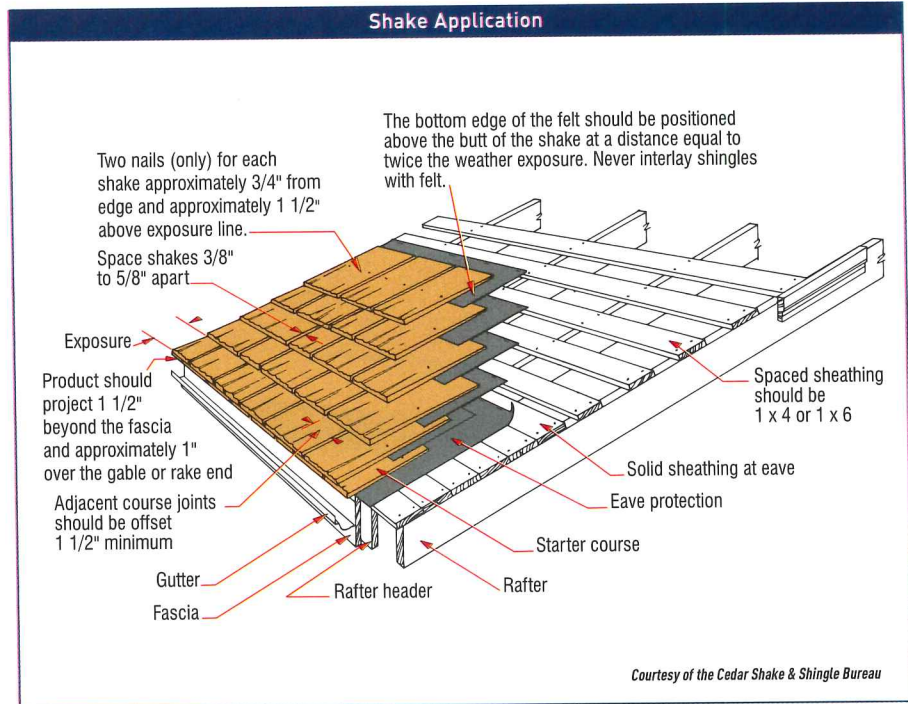 Shake Application
The bottom edge of the felt should be positioned
above the butt of the shake at a distance equal to
twice the weather exposure. Never interlay shingles
with felt.
Two nails (only) for each
shake approximately 3/4" from
edge and approximately 1 1/2"
above exposure line.
Space shakes 3/8"
to 5/8" apart
Exposure
Product should
project 1 1/2"
beyond the fascia
and approximately 1"
over the gable or rake end
Adjacent course joints
should be offset
1 1/2" minimum
Gutter
Fascia
Rafter header
Rafter
Starter course
Eave protection
Solid sheathing at eave
Spaced sheathing
should be
1 x 4 or 1 x 6
Courtesy of the Cedar Shake & Shingle Bureau